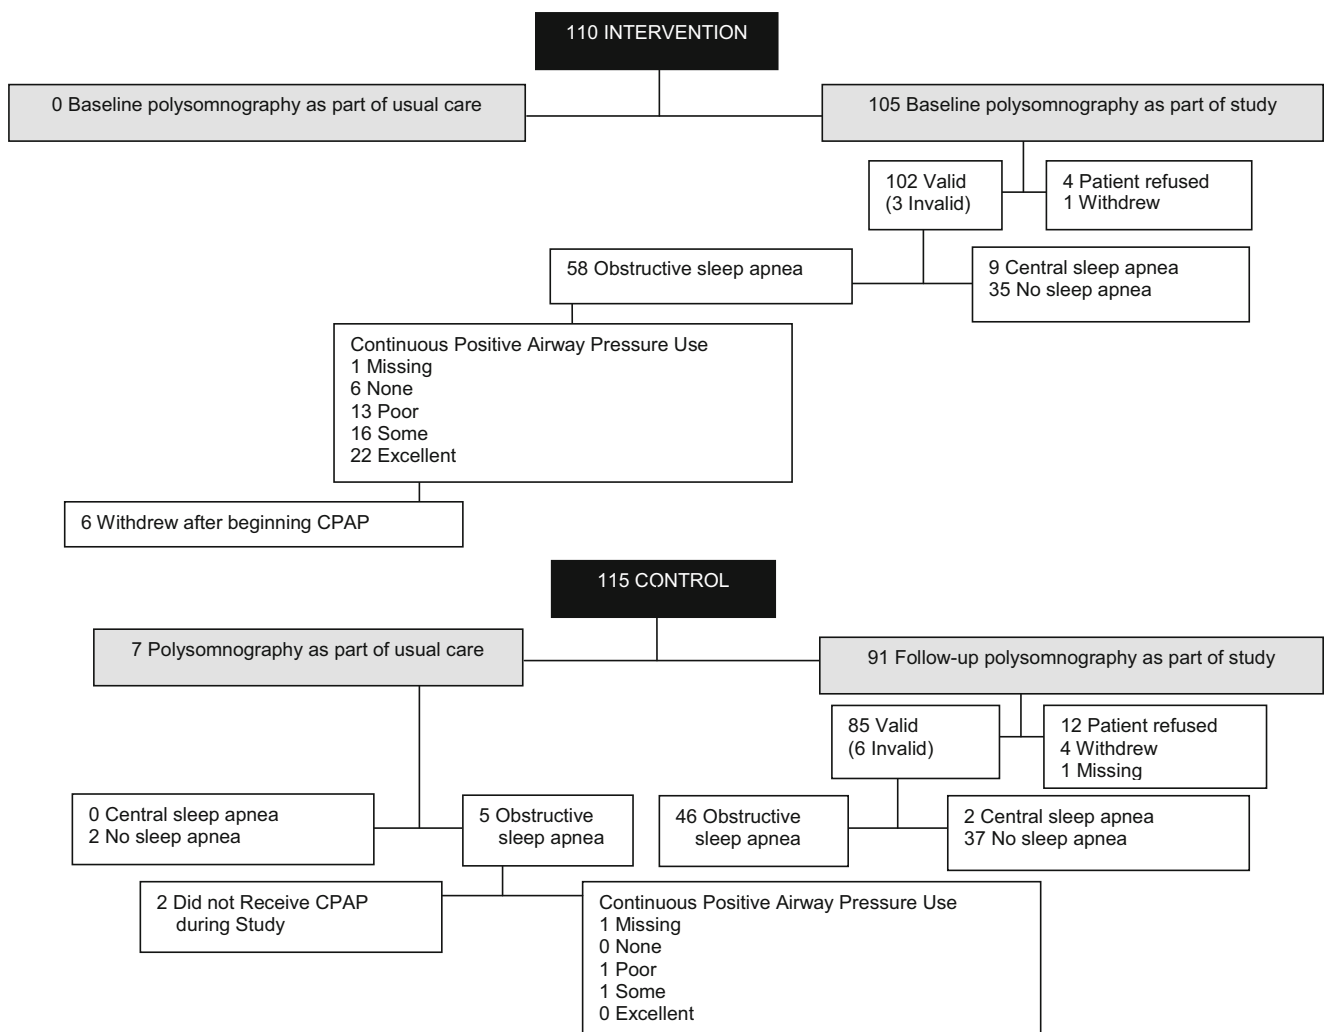 110 INTERVENTION
0 Baseline polysomnography as part of usual care
105 Baseline polysomnography as part of study
102 Valid
(3 Invalid)
4 Patient refused
1 Withdrew
58 Obstructive sleep apnea
9 Central sleep apnea
35 No sleep apnea
Continuous Positive Airway Pressure Use
1 Missing
6 None
13 Poor
16 Some
22 Excellent
6 Withdrew after beginning CPAP
115 CONTROL
7 Polysomnography as part of usual care
91 Follow-up polysomnography as part of study
85 Valid
(6 Invalid)
12 Patient refused
4 Withdrew
1 Missing
0 Central sleep apnea
2 No sleep apnea
5 Obstructive
sleep apnea
46 Obstructive
sleep apnea
2 Central sleep apnea
37 No sleep apnea
2 Did not Receive CPAP
during Study
Continuous Positive Airway Pressure Use
1 Missing
0 None
1 Poor
1 Some
0 Excellent